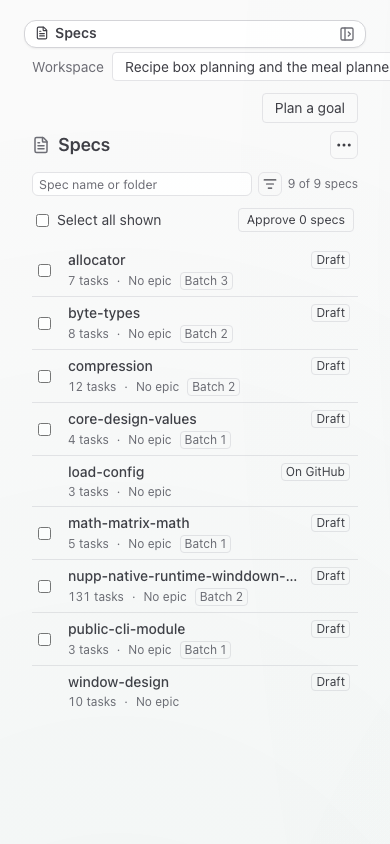 Specs
Workspace Recipe box planning and the meal planne
Plan a goal
Specs
Spec name or folder 9 of 9 specs
Select all shown Approve 0 specs
allocator Draft
7 tasks · No epic Batch 3
byte-types Draft
8 tasks · No epic Batch 2
compression Draft
12 tasks · No epic Batch 2
core-design-values Draft
4 tasks · No epic Batch 1
load-config On GitHub
3 tasks · No epic
math-matrix-math Draft
5 tasks · No epic Batch 1
nupp-native-runtime-winddown-... Draft
131 tasks · No epic Batch 2
public-cli-module Draft
3 tasks · No epic Batch 1
window-design Draft
10 tasks · No epic